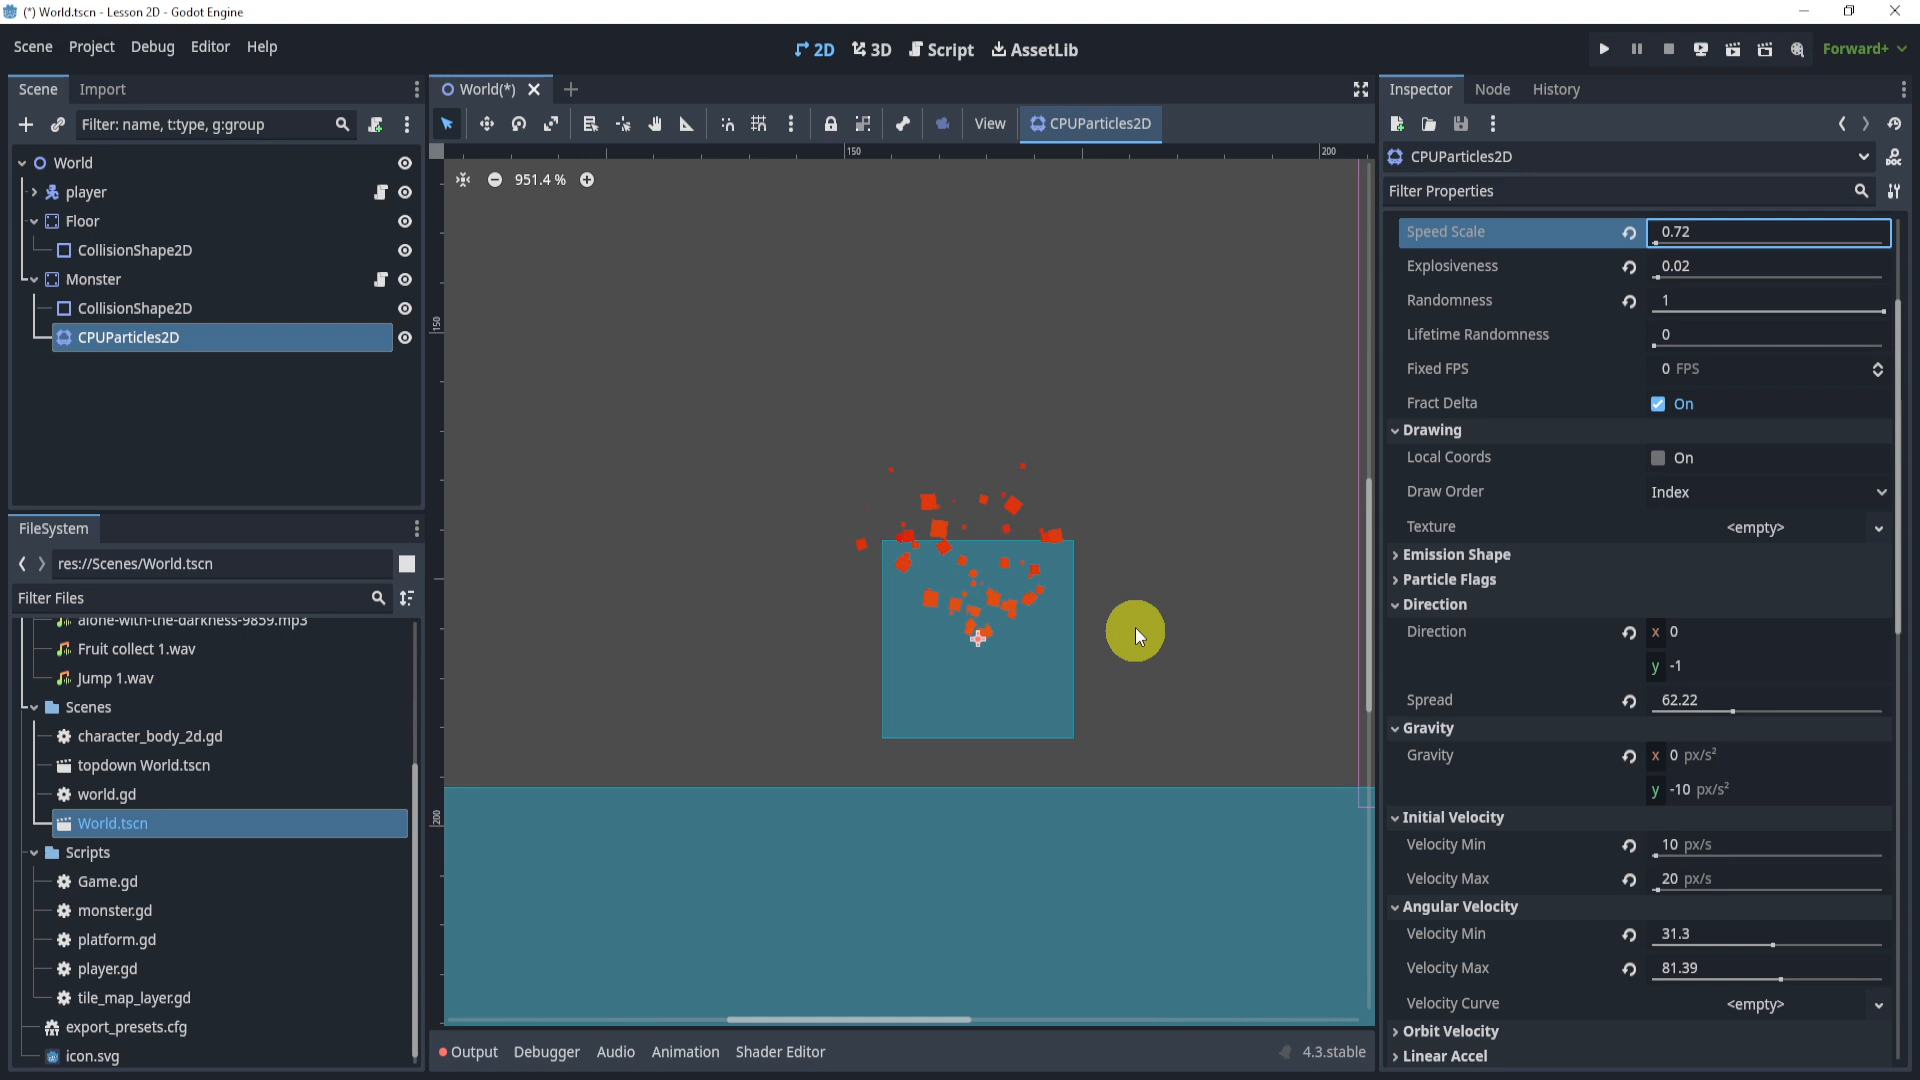 (*) World.tscn - Lesson 2D - Godot Engine
Scene Project Debug Editor Help
2D 3D Script AssetLib
Forward+
Scene Import
Filter: name, t:type, g:group
World
player
Floor
CollisionShape2D
Monster
CollisionShape2D
CPUParticles2D
FileSystem
res://Scenes/World.tscn
Filter Files
alone-with-the-darkness-9859.mp3
Fruit collect 1.wav
Jump 1.wav
Scenes
character_body_2d.gd
topdown World.tscn
world.gd
World.tscn
Scripts
Game.gd
monster.gd
platform.gd
player.gd
tile_map_layer.gd
export_presets.cfg
icon.svg
World(*)
View CPUParticles2D
150 200
951.4 %
150
200
Output Debugger Audio Animation Shader Editor 4.3.stable
Inspector Node History
CPUParticles2D
Filter Properties
Speed Scale 0.72
Explosiveness 0.02
Randomness 1
Lifetime Randomness 0
Fixed FPS 0 FPS
Fract Delta On
Drawing
Local Coords On
Draw Order Index
Texture <empty>
Emission Shape
Particle Flags
Direction
Direction x 0
y -1
Spread 62.22
Gravity
Gravity x 0 px/s²
y -10 px/s²
Initial Velocity
Velocity Min 10 px/s
Velocity Max 20 px/s
Angular Velocity
Velocity Min 31.3
Velocity Max 81.39
Velocity Curve <empty>
Orbit Velocity
Linear Accel